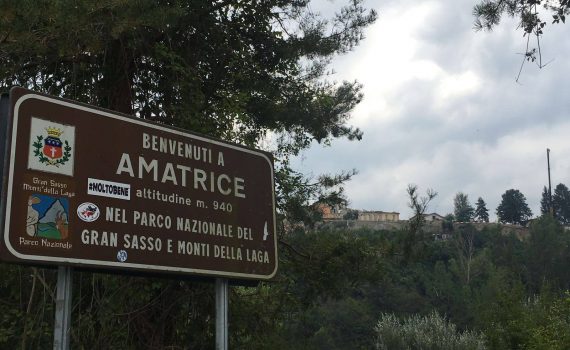 BENVENUTI A
AMATRICE
#MOLTOBENE
altitudine m. 940
NEL PARCO NAZIONALE DEL
GRAN SASSO E MONTI DELLA LAGA
Gran Sasso
Monti della Laga
Parco Nazionale